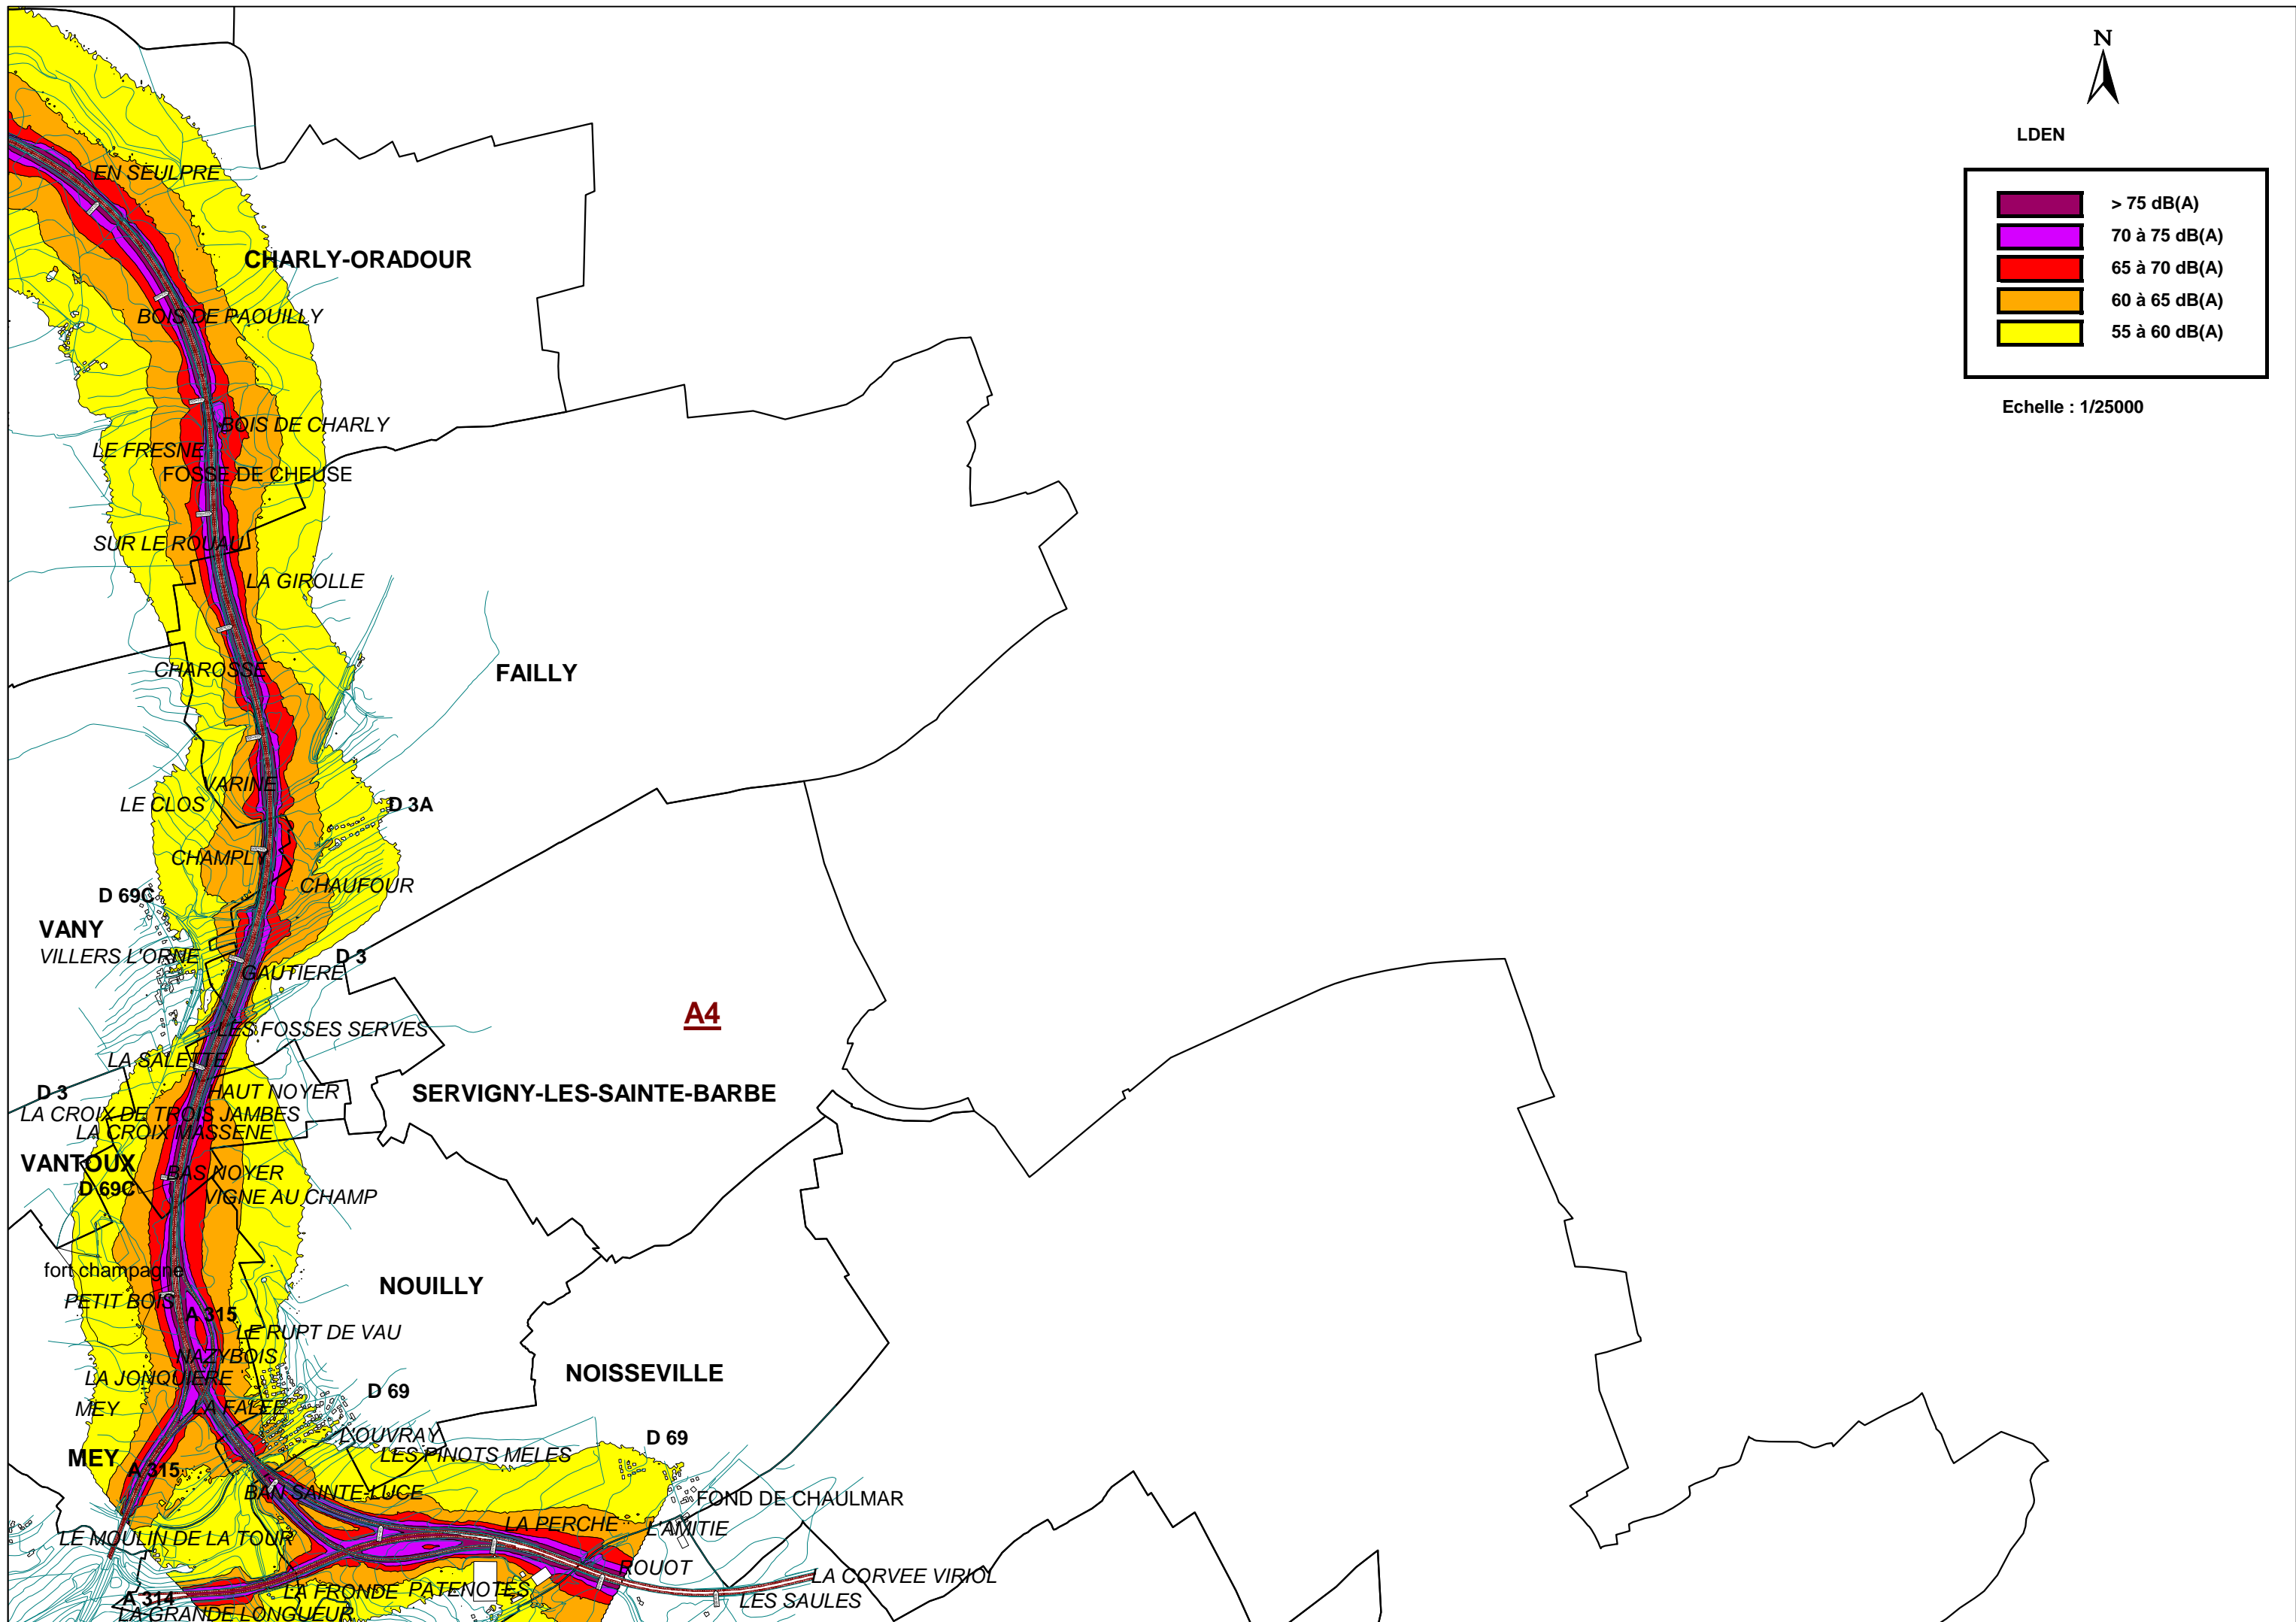 N
LDEN
> 75 dB(A)
70 à 75 dB(A)
65 à 70 dB(A)
60 à 65 dB(A)
55 à 60 dB(A)
Echelle : 1/25000
EN SEULPRE
CHARLY-ORADOUR
BOIS DE PAOUILLY
BOIS DE CHARLY
LE FRESNE
FOSSE DE CHEUSE
SUR LE ROUAU
LA GIROLLE
CHAROSSE
FAILLY
VARINE
LE CLOS
D 3A
CHAMPLY
CHAUFOUR
D 69C
VANY
VILLERS L'ORNE
D 3
GAUTIERE
A4
LES FOSSES SERVES
LA SALETTE
D 3
HAUT NOYER
SERVIGNY-LES-SAINTE-BARBE
LA CROIX DE TROIS JAMBES
LA CROIX MASSENE
VANTOUX
BAS NOYER
D 69C
VIGNE AU CHAMP
fort champagne
NOUILLY
PETIT BOIS
A 315
LE RUPT DE VAU
NAZYBOIS
NOISSEVILLE
LA JONQUIERE
D 69
MEY
LA FALEE
L'OUVRAY
D 69
LES PINOTS MELES
MEY
A 315
BAN SAINTE-LUCE
FOND DE CHAULMAR
LA PERCHE
L'AMITIE
LE MOULIN DE LA TOUR
ROUOT
LA CORVEE VIRIOL
LA FRONDE
PATENOTES
A 314
LES SAULES
LA GRANDE LONGUEUR